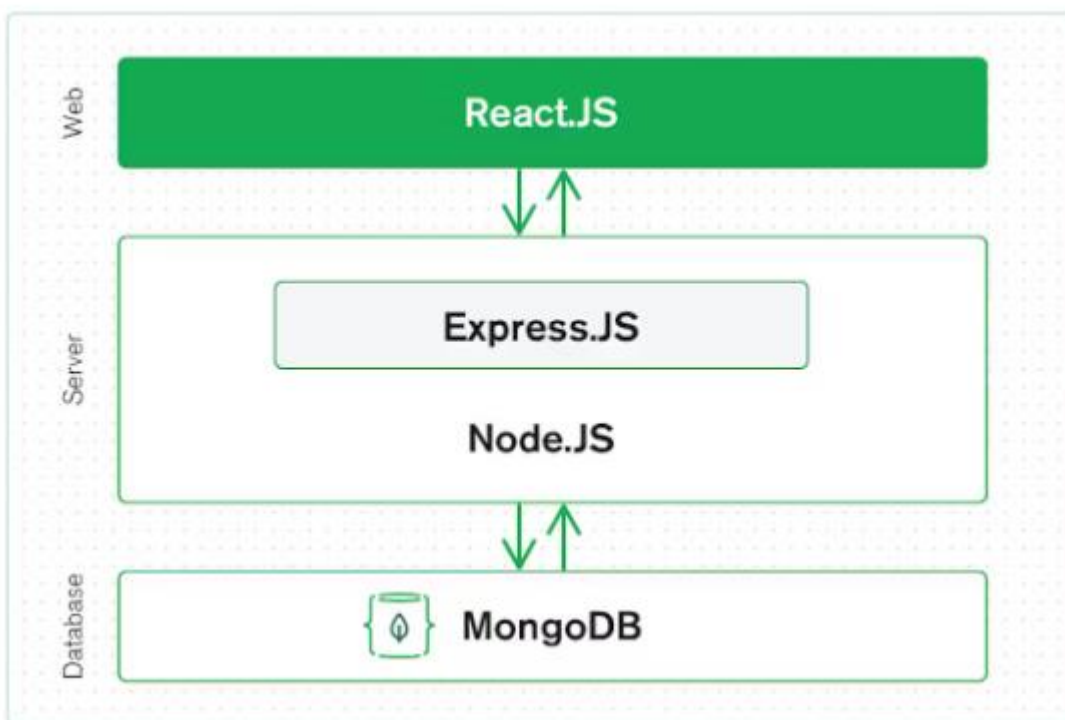 Web
React.JS
Server
Express.JS
Node.JS
Database
MongoDB